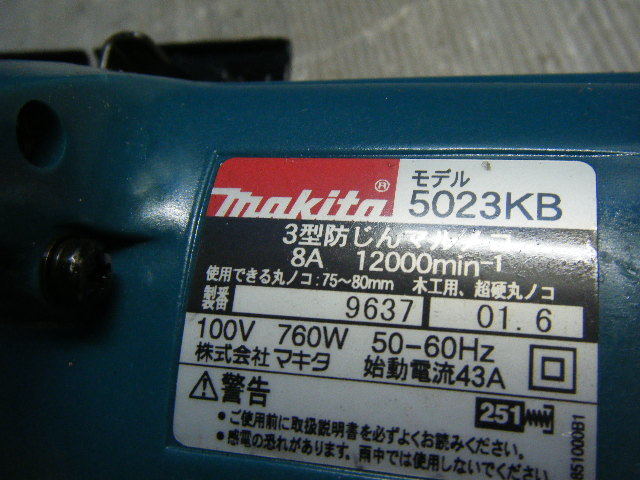 makita®
モデル
5023KB
3型防じんマルノコ
8A 12000min-1
使用できる丸ノコ:75~80mm 木工用、超硬丸ノコ
製番 9637 01.6
100V 760W 50-60Hz
株式会社マキタ 始動電流43A
警告
251
•ご使用前に取扱説明書を必ずよくお読みください。
•感電の恐れがあります。雨中では使用しないでください。
851000B1